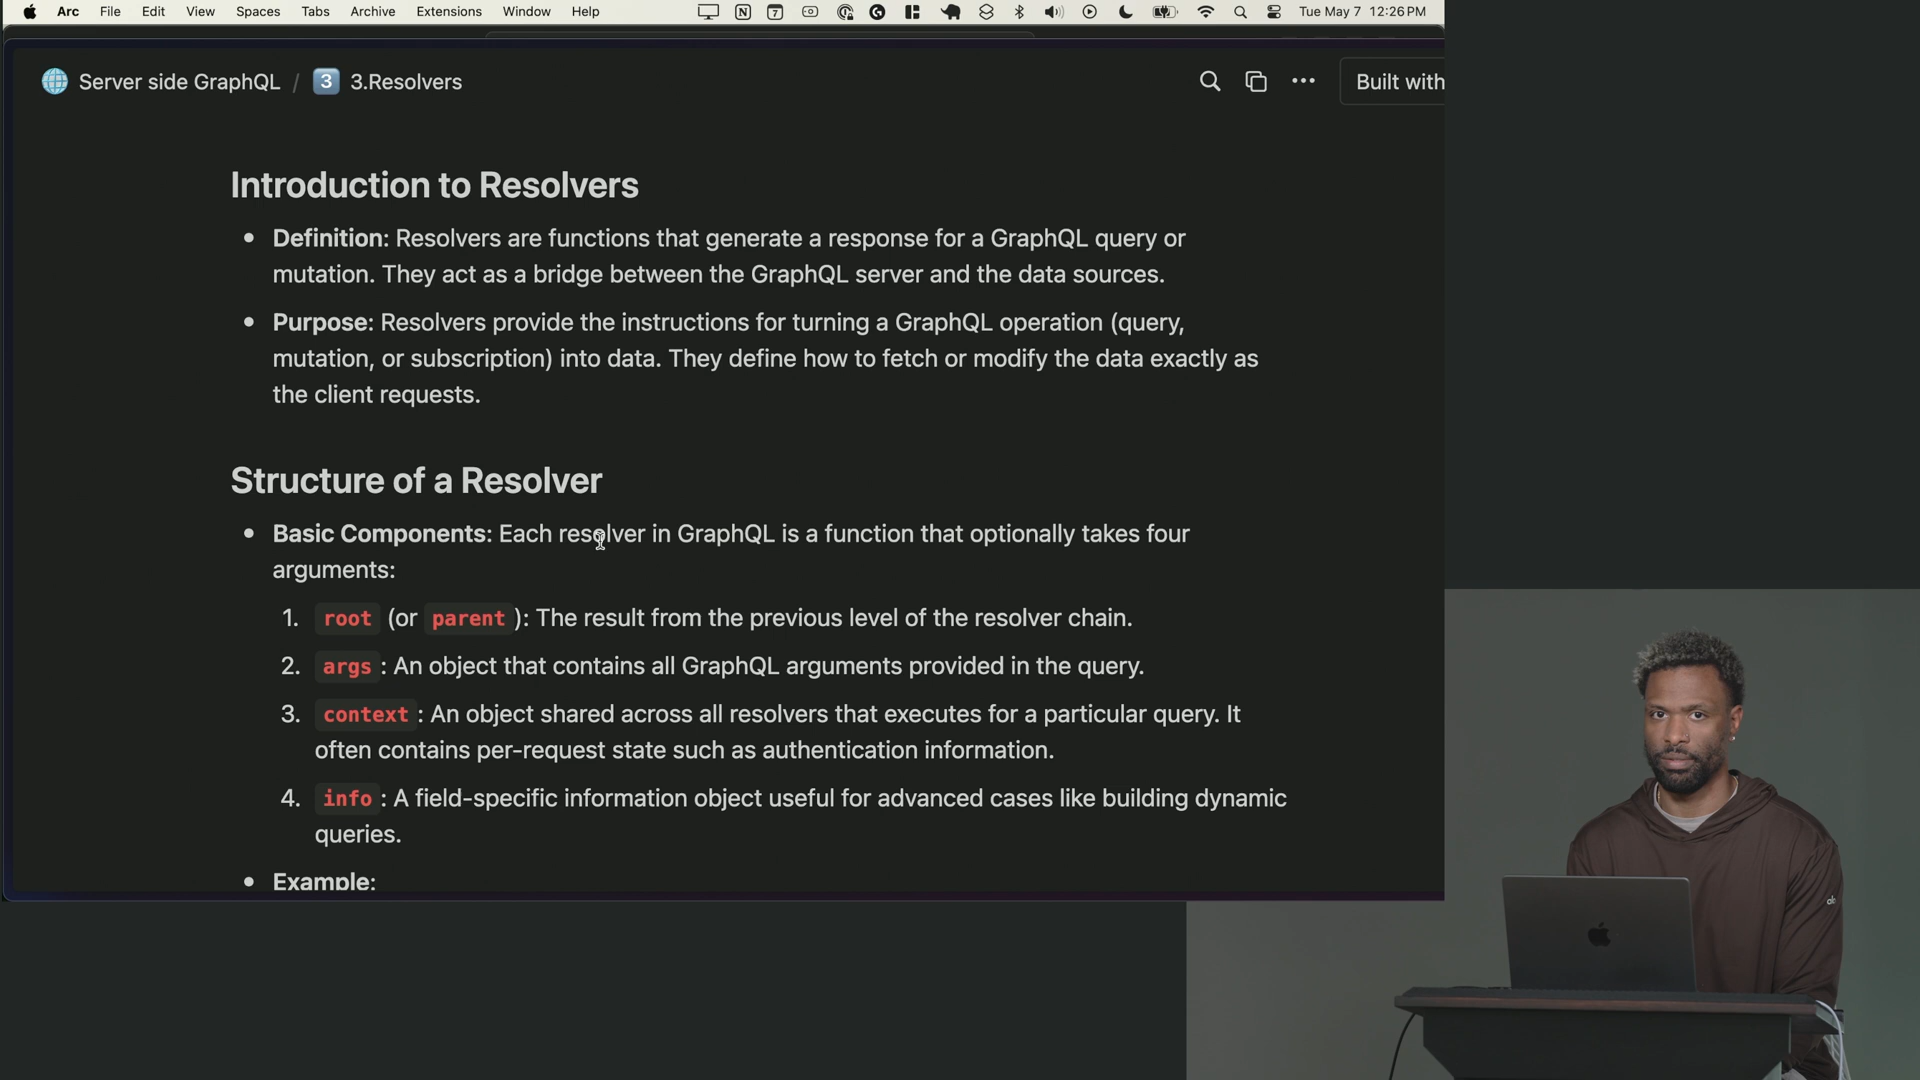 Arc File Edit View Spaces Tabs Archive Extensions Window Help Tue May 7 12:26 PM
Server side GraphQL / 3 3.Resolvers Built with
Introduction to Resolvers
• Definition: Resolvers are functions that generate a response for a GraphQL query or
mutation. They act as a bridge between the GraphQL server and the data sources.
• Purpose: Resolvers provide the instructions for turning a GraphQL operation (query,
mutation, or subscription) into data. They define how to fetch or modify the data exactly as
the client requests.
Structure of a Resolver
• Basic Components: Each resolver in GraphQL is a function that optionally takes four
arguments:
1. root (or parent ): The result from the previous level of the resolver chain.
2. args : An object that contains all GraphQL arguments provided in the query.
3. context : An object shared across all resolvers that executes for a particular query. It
often contains per-request state such as authentication information.
4. info : A field-specific information object useful for advanced cases like building dynamic
queries.
• Example: